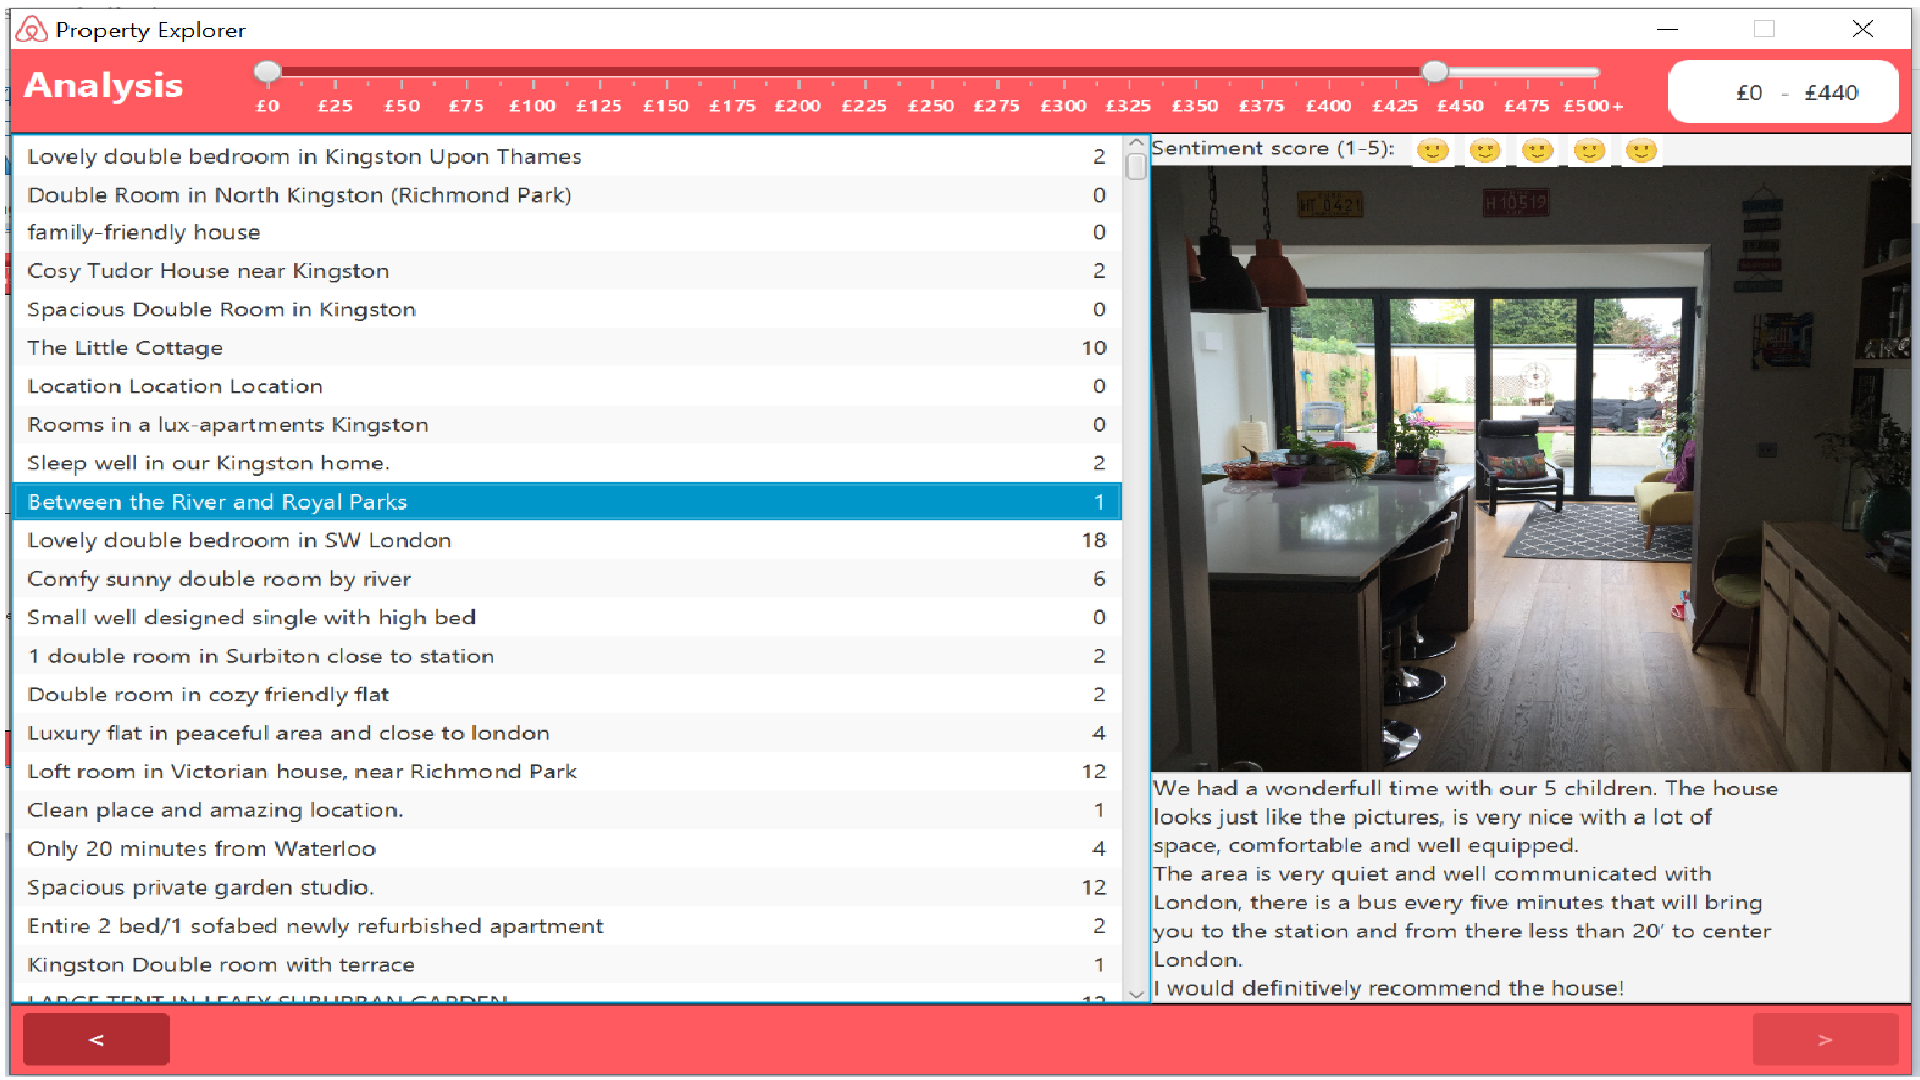 Property Explorer
Analysis
£0 £25 £50 £75 £100 £125 £150 £175 £200 £225 £250 £275 £300 £325 £350 £375 £400 £425 £450 £475 £500+
£0 - £440
Lovely double bedroom in Kingston Upon Thames 2
Double Room in North Kingston (Richmond Park) 0
family-friendly house 0
Cosy Tudor House near Kingston 2
Spacious Double Room in Kingston 0
The Little Cottage 10
Location Location Location 0
Rooms in a lux-apartments Kingston 0
Sleep well in our Kingston home. 2
Between the River and Royal Parks 1
Lovely double bedroom in SW London 18
Comfy sunny double room by river 6
Small well designed single with high bed 0
1 double room in Surbiton close to station 2
Double room in cozy friendly flat 2
Luxury flat in peaceful area and close to london 4
Loft room in Victorian house, near Richmond Park 12
Clean place and amazing location. 1
Only 20 minutes from Waterloo 4
Spacious private garden studio. 12
Entire 2 bed/1 sofabed newly refurbished apartment 2
Kingston Double room with terrace 1
LARGE TENT IN LEAFY SUBURBAN GARDEN
Sentiment score (1-5):
H 10519
We had a wonderfull time with our 5 children. The house
looks just like the pictures, is very nice with a lot of
space, comfortable and well equipped.
The area is very quiet and well communicated with
London, there is a bus every five minutes that will bring
you to the station and from there less than 20' to center
London.
I would definitively recommend the house!
<
>